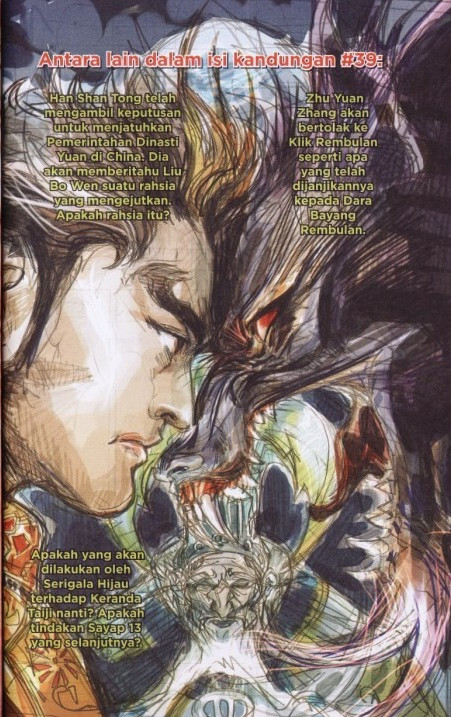 Antara lain dalam isi kandungan #39:
Han Shan Tong telah
mengambil keputusan
untuk menjatuhkan
Pemerintahan Dinasti
Yuan di China. Dia
akan memberitahu Liu
Bo Wen suatu rahsia
yang mengejutkan.
Apakah rahsia itu?
Zhu Yuan
Zhang akan
bertolak ke
Klik Rembulan
seperti apa
yang telah
dijanjikannya
kepada Dara
Bayang
Rembulan.
Apakah yang akan
dilakukan oleh
Serigala Hijau
terhadap Keranda
Taiji nanti? Apakah
tindakan Sayap 13
yang selanjutnya?